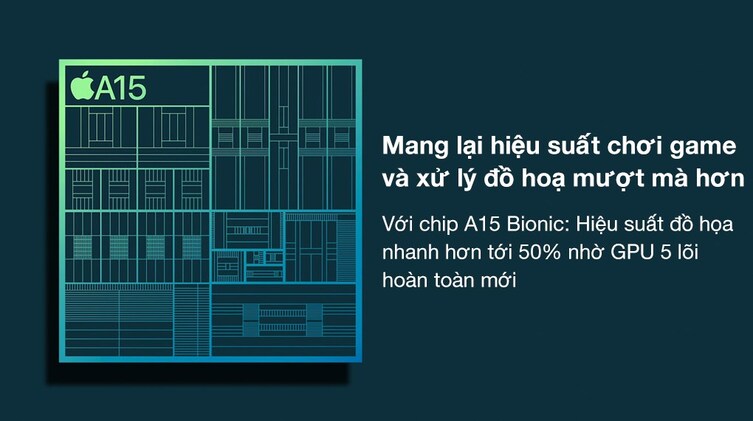 A15
Mang lại hiệu suất chơi game
và xử lý đồ hoạ mượt mà hơn
Với chip A15 Bionic: Hiệu suất đồ họa
nhanh hơn tới 50% nhờ GPU 5 lõi
hoàn toàn mới